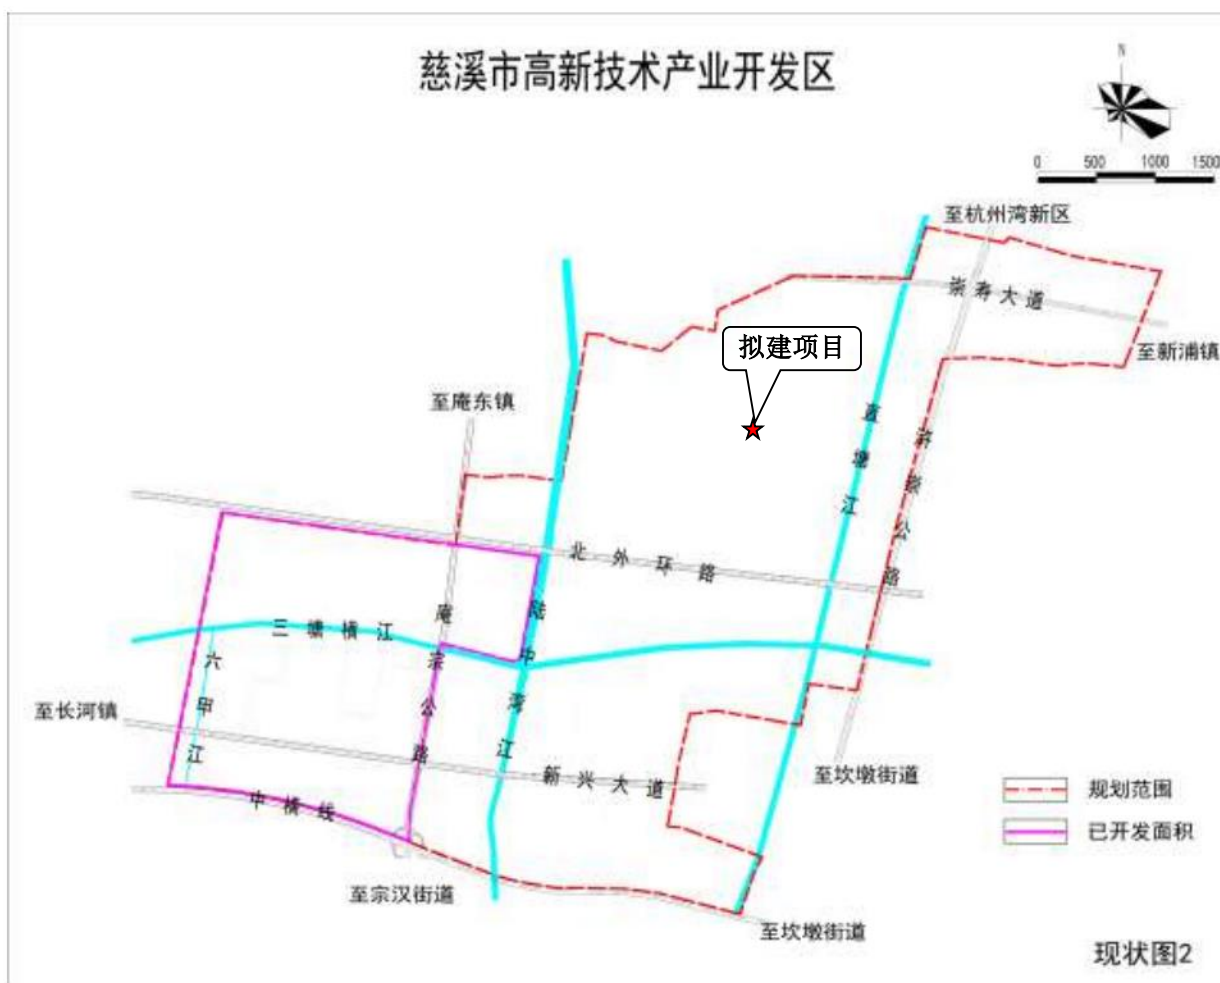 慈溪市高新技术产业开发区
N
0 500 1000 1500
至杭州湾新区
崇寿大道
至新浦镇
拟建项目
至庵东镇
直塘江
浒崇公路
北外环路
庵宗公路
陆中湾江
三塘横江
六甲江
至长河镇
新兴大道
中横线
至坎墩街道
规划范围
已开发面积
至宗汉街道
至坎墩街道
现状图2